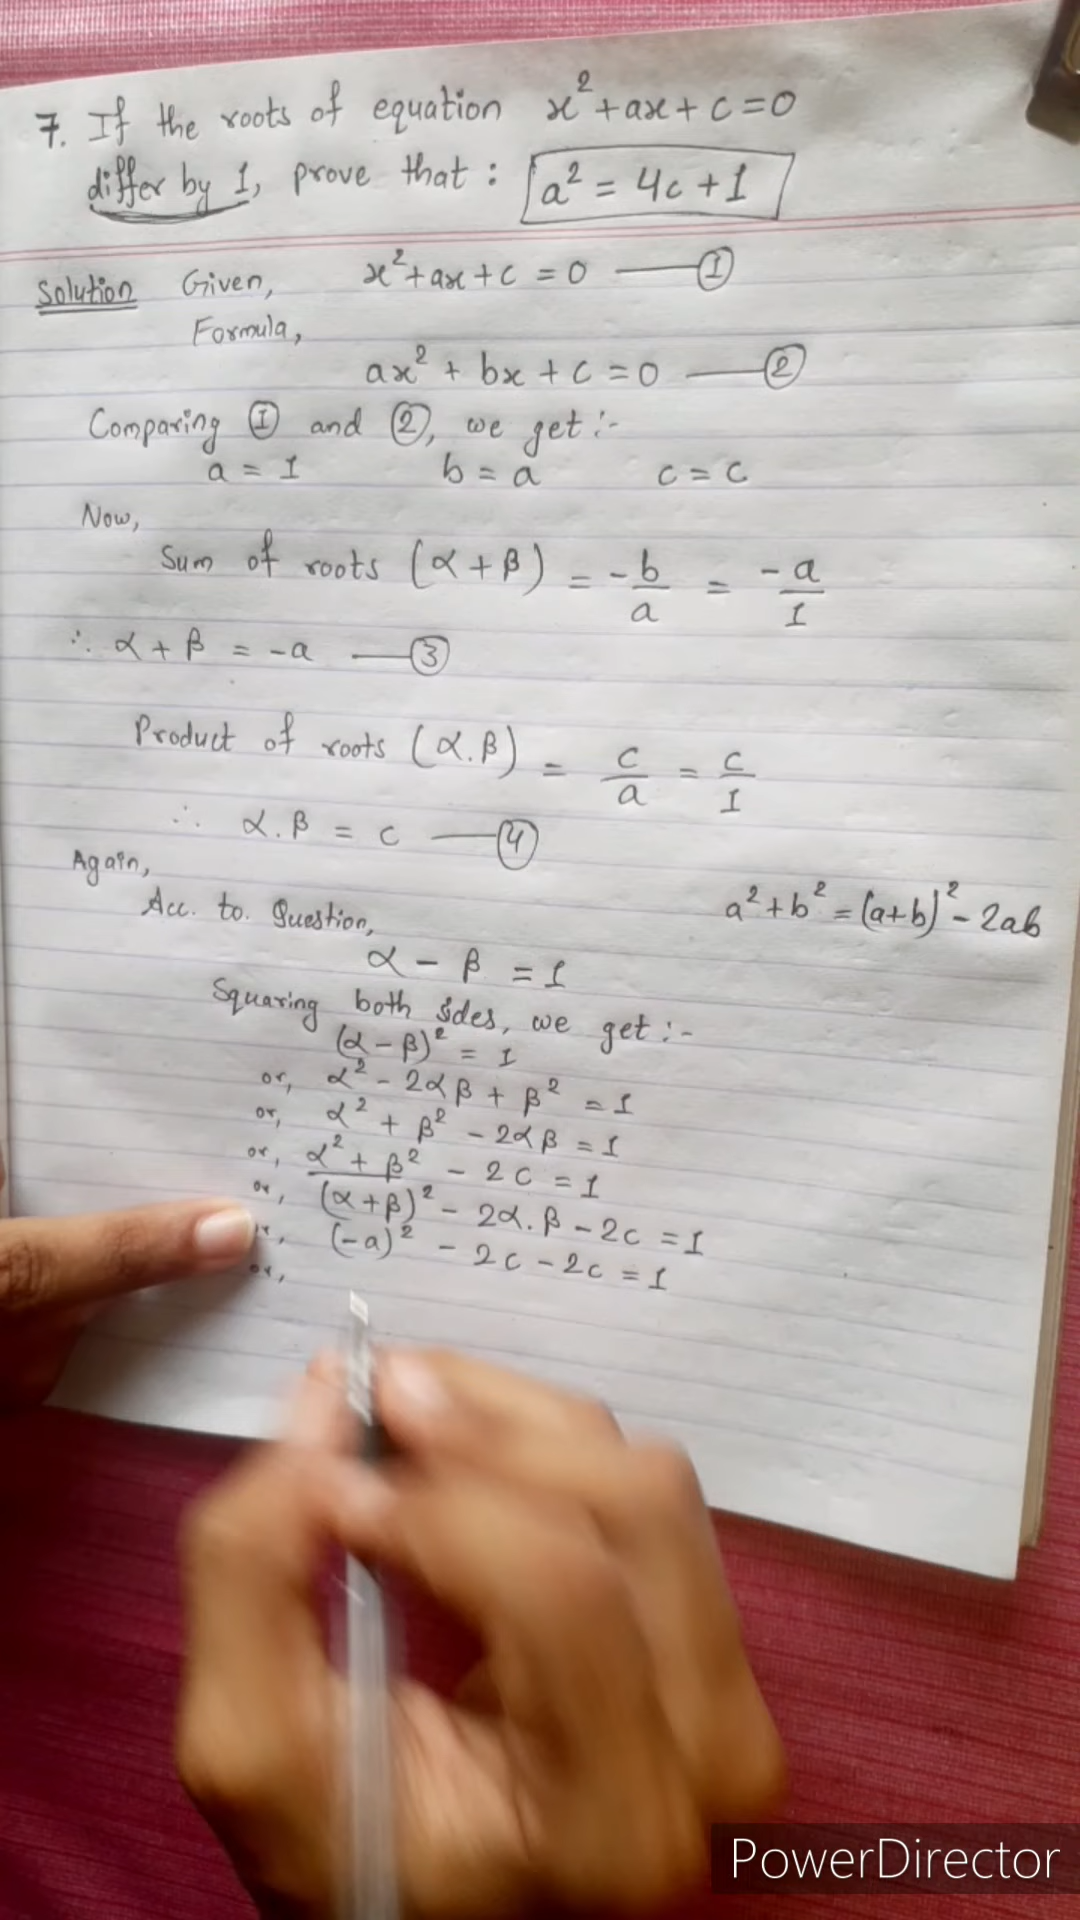 7. If the roots of equation x² + ax + c = 0
differ by 1, prove that : a² = 4c + 1
Solution Given, x² + ax + c = 0 — ①
Formula,
ax² + bx + c = 0 — ②
Comparing ① and ②, we get :-
a = 1 b = a c = c
Now,
Sum of roots (α + β) = -b/a = -a/1
∴ α + β = -a — ③
Product of roots (α.β) = c/a = c/1
∴ α.β = c — ④
Again,
Acc. to. Question,
a² + b² = (a+b)² - 2ab
α - β = 1
Squaring both sides, we get :-
(α - β)² = 1
or, α² - 2αβ + β² = 1
or, α² + β² - 2αβ = 1
or, α² + β² - 2c = 1
or, (α + β)² - 2α.β - 2c = 1
or, (-a)² - 2c - 2c = 1
or,
PowerDirector